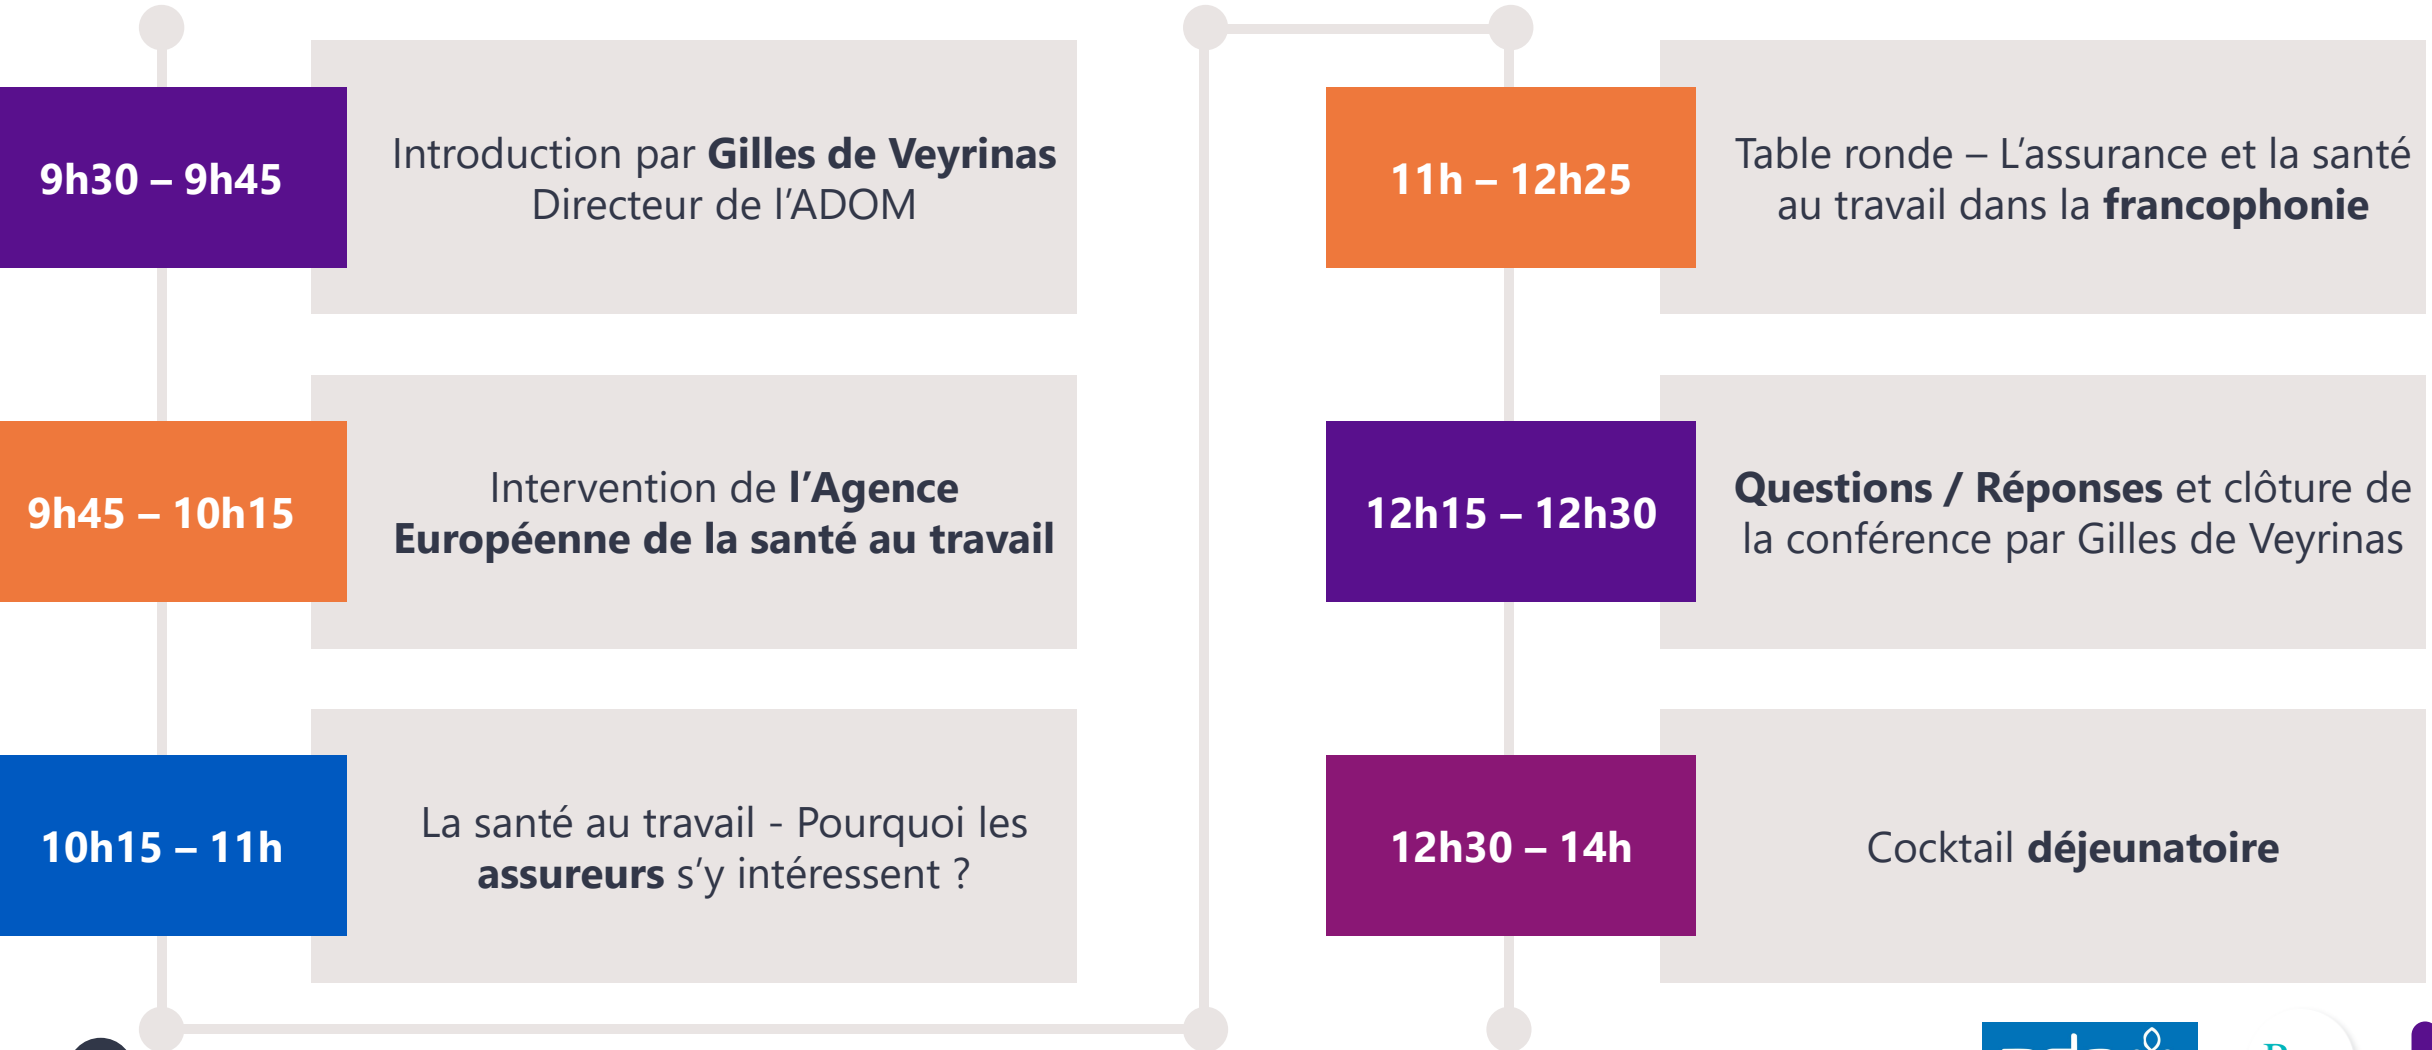 9h30 – 9h45
Introduction par Gilles de Veyrinas
Directeur de l’ADOM
9h45 – 10h15
Intervention de l’Agence
Européenne de la santé au travail
10h15 – 11h
La santé au travail - Pourquoi les
assureurs s’y intéressent ?
11h – 12h25
Table ronde – L’assurance et la santé
au travail dans la francophonie
12h15 – 12h30
Questions / Réponses et clôture de
la conférence par Gilles de Veyrinas
12h30 – 14h
Cocktail déjeunatoire